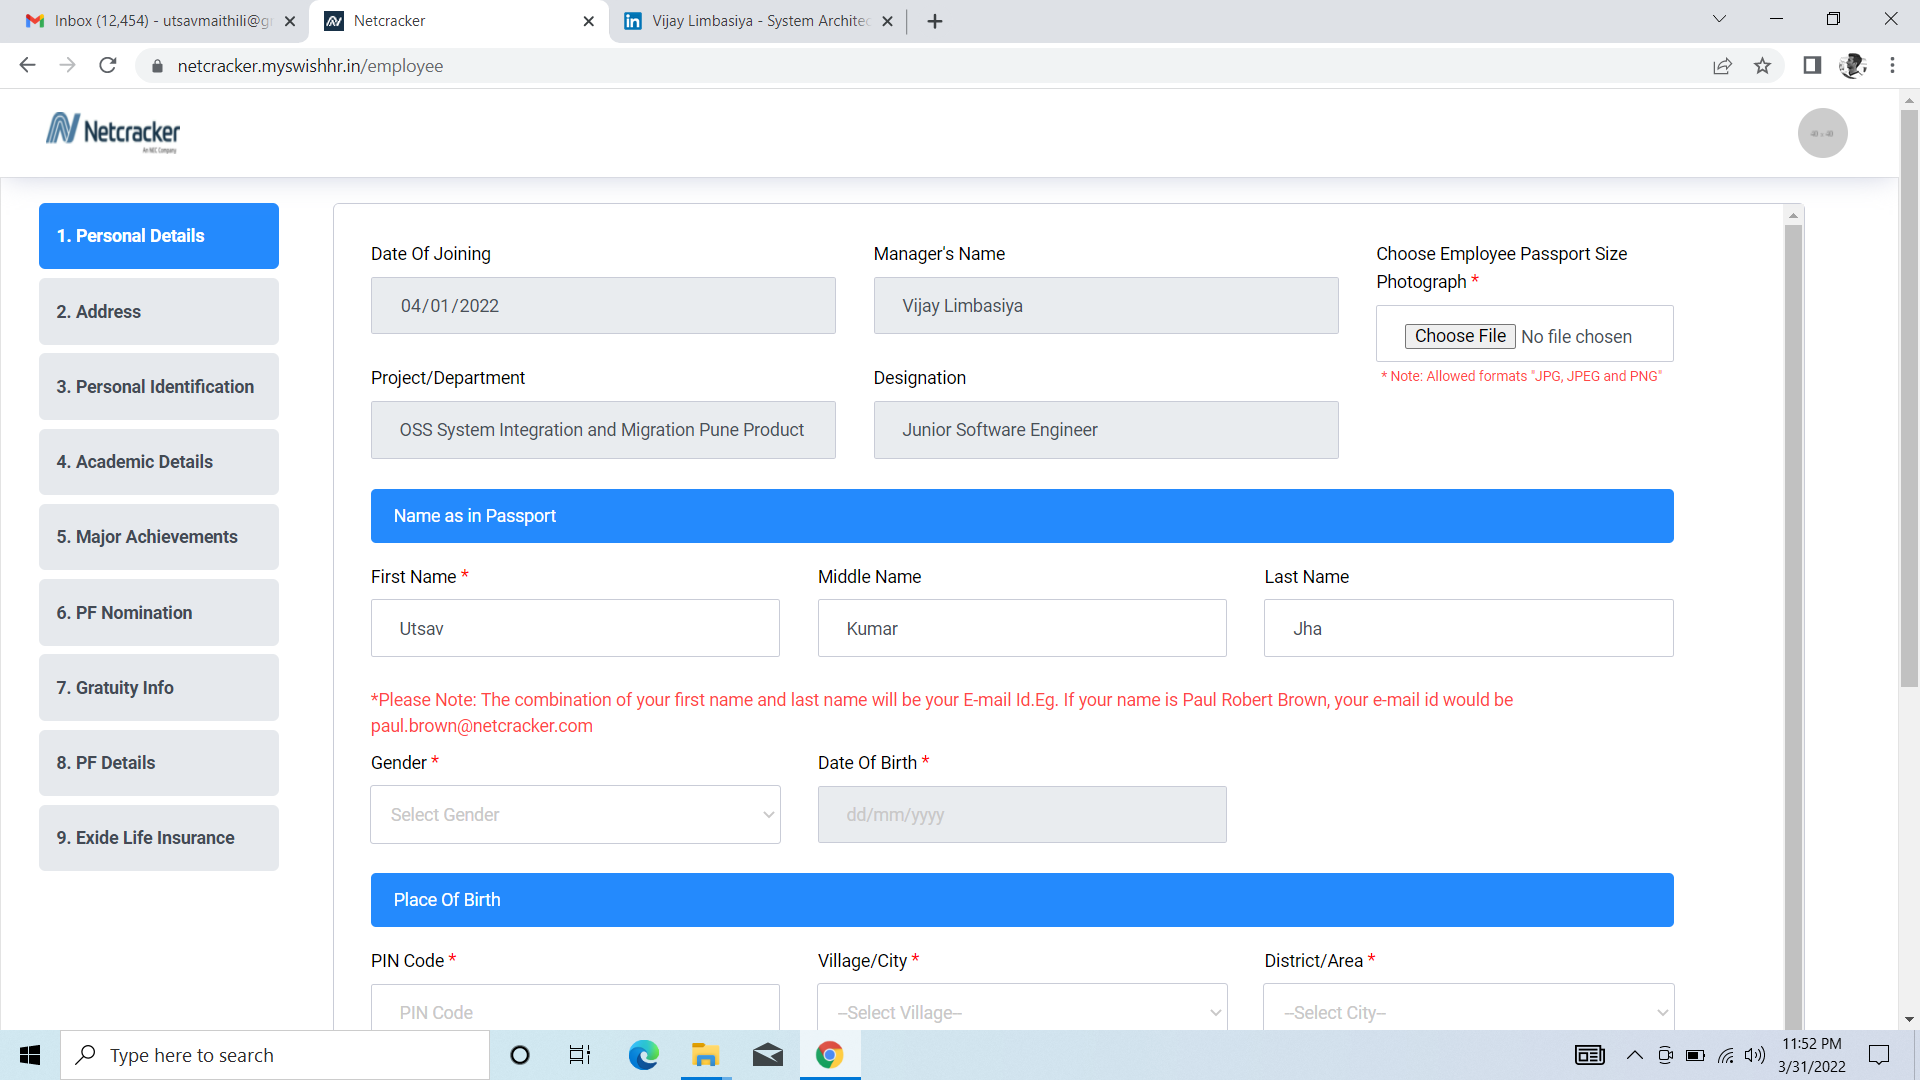 Inbox (12,454) - utsavmaithili@g
Netcracker
Vijay Limbasiya - System Architec
netcracker.myswishhr.in/employee
Netcracker
An NEC Company
1. Personal Details
2. Address
3. Personal Identification
4. Academic Details
5. Major Achievements
6. PF Nomination
7. Gratuity Info
8. PF Details
9. Exide Life Insurance
Date Of Joining
Manager's Name
Choose Employee Passport Size
Photograph *
04/01/2022
Vijay Limbasiya
Choose File No file chosen
* Note: Allowed formats "JPG, JPEG and PNG"
Project/Department
Designation
OSS System Integration and Migration Pune Product
Junior Software Engineer
Name as in Passport
First Name *
Middle Name
Last Name
Utsav
Kumar
Jha
*Please Note: The combination of your first name and last name will be your E-mail Id.Eg. If your name is Paul Robert Brown, your e-mail id would be
paul.brown@netcracker.com
Gender *
Date Of Birth *
Select Gender
dd/mm/yyyy
Place Of Birth
PIN Code *
Village/City *
District/Area *
PIN Code
--Select Village--
--Select City--
Type here to search
11:52 PM
3/31/2022